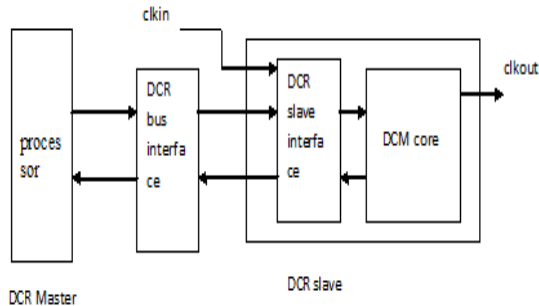 clkin
clkout
proces
sor
DCR
bus
interfa
ce
DCR
slave
interfa
ce
DCM core
DCR Master
DCR slave